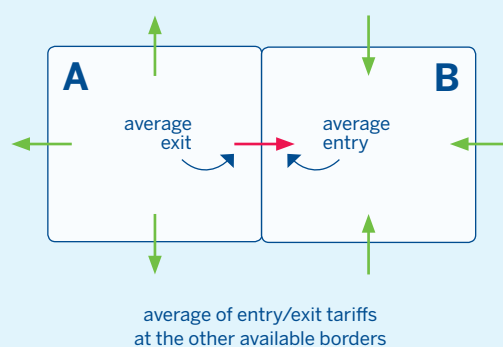 A
B
average
exit
average
entry
average of entry/exit tariffs
at the other available borders